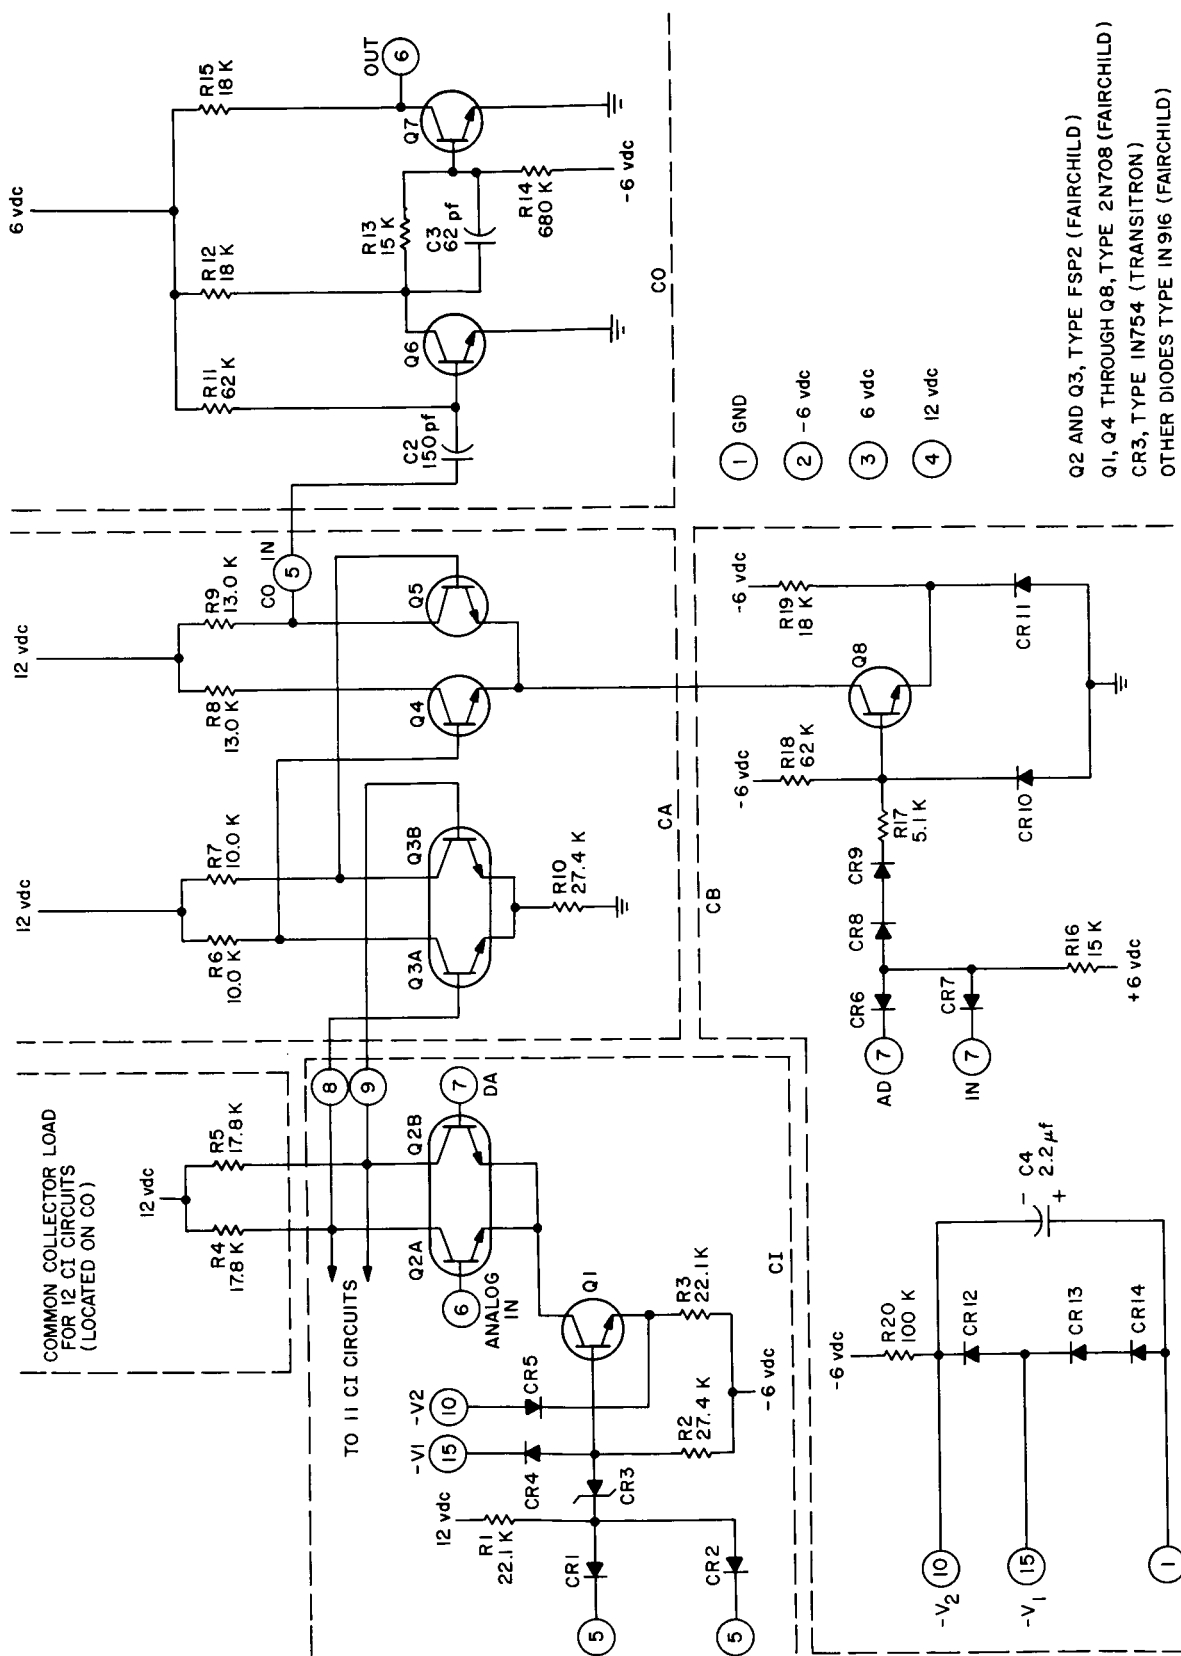 COMMON COLLECTOR LOAD
FOR 12 CI CIRCUITS
(LOCATED ON CO)
12 vdc
R4
17.8 K
R5
17.8 K
8
9
TO 11 CI CIRCUITS
Q2A
Q2B
6
ANALOG
IN
7
DA
-V1
15
-V2
10
CR4
CR5
Q1
12 vdc
R1
22.1 K
CR1
CR2
CR3
5
5
R2
27.4 K
R3
22.1 K
-6 vdc
CI
12 vdc
R6
10.0 K
R7
10.0 K
Q3A
Q3B
R10
27.4 K
12 vdc
R8
13.0 K
R9
13.0 K
CO IN
5
Q4
Q5
CA
6 vdc
R11
62 K
R12
18 K
R15
18 K
OUT
6
C2
150 pf
Q6
R13
15 K
C3
62 pf
Q7
R14
680 K
-6 vdc
CO
CB
-6 vdc
R18
62 K
-6 vdc
R19
18 K
Q8
AD 7
CR6
CR8
CR9
R17
5.1 K
IN 7
CR7
R16
15 K
+6 vdc
CR10
CR11
-6 vdc
R20
100 K
-V2 10
CR12
-V1 15
CR13
CR14
1
-
C4
2.2 µf
+
1 GND
2 -6 vdc
3 6 vdc
4 12 vdc
Q2 AND Q3, TYPE FSP2 (FAIRCHILD)
Q1, Q4 THROUGH Q8, TYPE 2N708 (FAIRCHILD)
CR3, TYPE IN754 (TRANSITRON)
OTHER DIODES TYPE IN916 (FAIRCHILD)